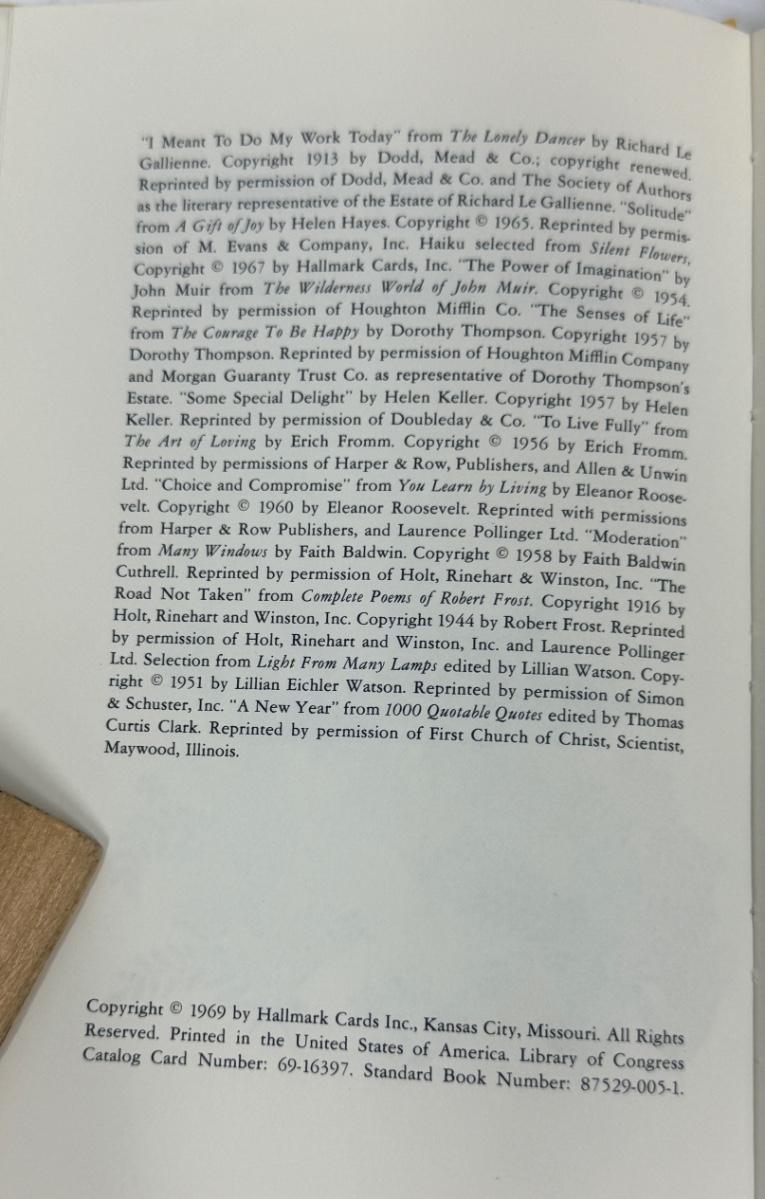 "I Meant To Do My Work Today" from The Lonely Dancer by Richard Le
Gallienne. Copyright 1913 by Dodd, Mead & Co.; copyright renewed.
Reprinted by permission of Dodd, Mead & Co. and The Society of Authors
as the literary representative of the Estate of Richard Le Gallienne. "Solitude"
from A Gift of Joy by Helen Hayes. Copyright © 1965. Reprinted by permis-
sion of M. Evans & Company, Inc. Haiku selected from Silent Flowers,
Copyright © 1967 by Hallmark Cards, Inc. "The Power of Imagination" by
John Muir from The Wilderness World of John Muir. Copyright © 1954.
Reprinted by permission of Houghton Mifflin Co. "The Senses of Life"
from The Courage To Be Happy by Dorothy Thompson. Copyright 1957 by
Dorothy Thompson. Reprinted by permission of Houghton Mifflin Company
and Morgan Guaranty Trust Co. as representative of Dorothy Thompson's
Estate. "Some Special Delight" by Helen Keller. Copyright 1957 by Helen
Keller. Reprinted by permission of Doubleday & Co. "To Live Fully" from
The Art of Loving by Erich Fromm. Copyright © 1956 by Erich Fromm.
Reprinted by permissions of Harper & Row, Publishers, and Allen & Unwin
Ltd. "Choice and Compromise" from You Learn by Living by Eleanor Roose-
velt. Copyright © 1960 by Eleanor Roosevelt. Reprinted with permissions
from Harper & Row Publishers, and Laurence Pollinger Ltd. "Moderation"
from Many Windows by Faith Baldwin. Copyright © 1958 by Faith Baldwin
Cuthrell. Reprinted by permission of Holt, Rinehart & Winston, Inc. "The
Road Not Taken" from Complete Poems of Robert Frost. Copyright 1916 by
Holt, Rinehart and Winston, Inc. Copyright 1944 by Robert Frost. Reprinted
by permission of Holt, Rinehart and Winston, Inc. and Laurence Pollinger
Ltd. Selection from Light From Many Lamps edited by Lillian Watson. Copy-
right © 1951 by Lillian Eichler Watson. Reprinted by permission of Simon
& Schuster, Inc. "A New Year" from 1000 Quotable Quotes edited by Thomas
Curtis Clark. Reprinted by permission of First Church of Christ, Scientist,
Maywood, Illinois.
Copyright © 1969 by Hallmark Cards Inc., Kansas City, Missouri. All Rights
Reserved. Printed in the United States of America. Library of Congress
Catalog Card Number: 69-16397. Standard Book Number: 87529-005-1.